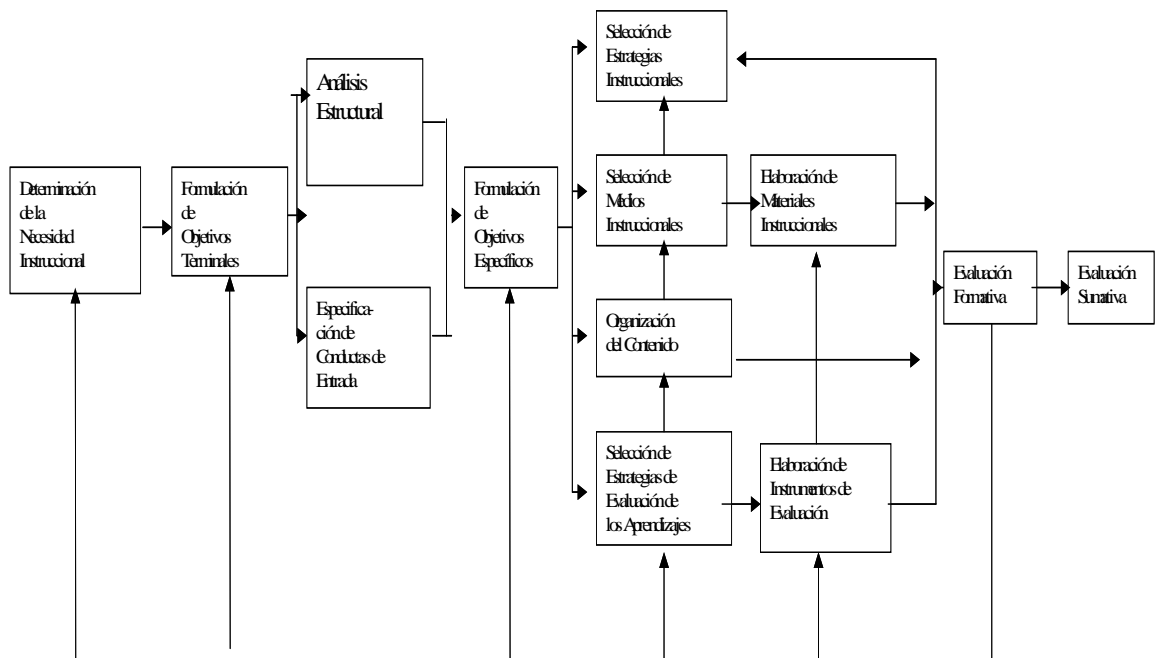 Determinación
de la
Necesidad
Instruccional
Formulación
de
Objetivos
Terminales
Análisis
Estructural
Especifica-
ción de
Conductas de
Entrada
Formulación
de
Objetivos
Específicos
Selección de
Estrategias
Instruccionales
Selección de
Medios
Instruccionales
Elaboración de
Materiales
Instruccionales
Organización
del Contenido
Selección de
Estrategias de
Evaluación de
los Aprendizajes
Elaboración de
Instrumentos de
Evaluación
Evaluación
Formativa
Evaluación
Sumativa